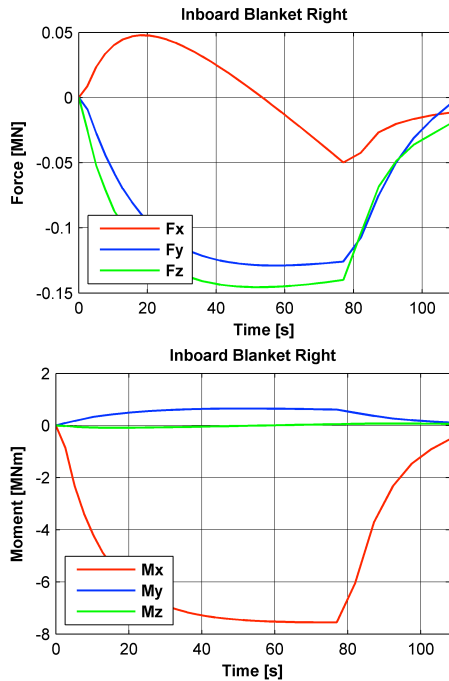 Inboard Blanket Right
Force [MN]
0.05
0
-0.05
-0.1
-0.15
Fx
Fy
Fz
0 20 40 60 80 100
Time [s]
Inboard Blanket Right
Moment [MNm]
2
0
-2
-4
-6
-8
Mx
My
Mz
0 20 40 60 80 100
Time [s]